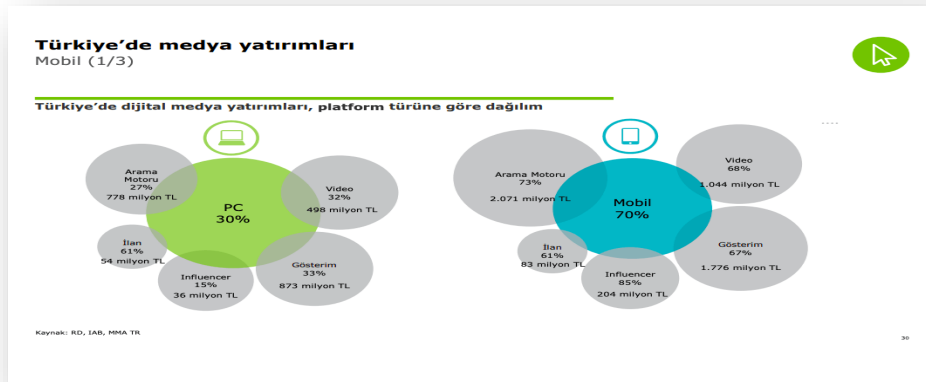 Türkiye’de medya yatırımları
Mobil (1/3)
Türkiye’de dijital medya yatırımları, platform türüne göre dağılım
Arama
Motoru
27%
778 milyon TL
PC
30%
Video
32%
498 milyon TL
İlan
61%
54 milyon TL
Influencer
15%
36 milyon TL
Gösterim
33%
873 milyon TL
Arama Motoru
73%
2.071 milyon TL
Mobil
70%
Video
68%
1.044 milyon TL
İlan
61%
83 milyon TL
Influencer
85%
204 milyon TL
Gösterim
67%
1.776 milyon TL
Kaynak: RD, IAB, MMA TR
30